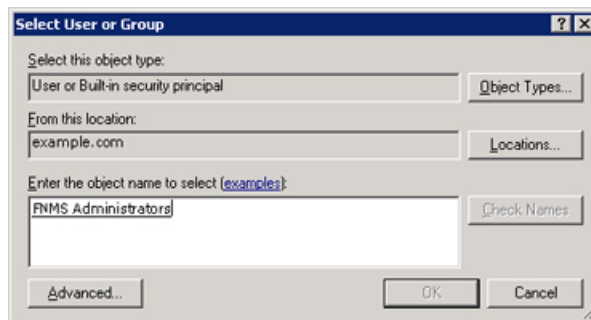 Select User or Group
Select this object type:
User or Built-in security principal
Object Types...
From this location:
example.com
Locations...
Enter the object name to select (examples):
FNMS Administrators
Check Names
Advanced...
OK
Cancel